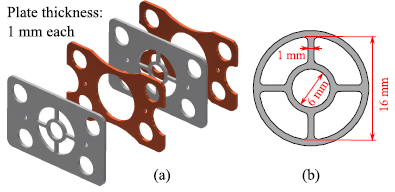 Plate thickness:
1 mm each
1 mm
6 mm
16 mm
(a)
(b)